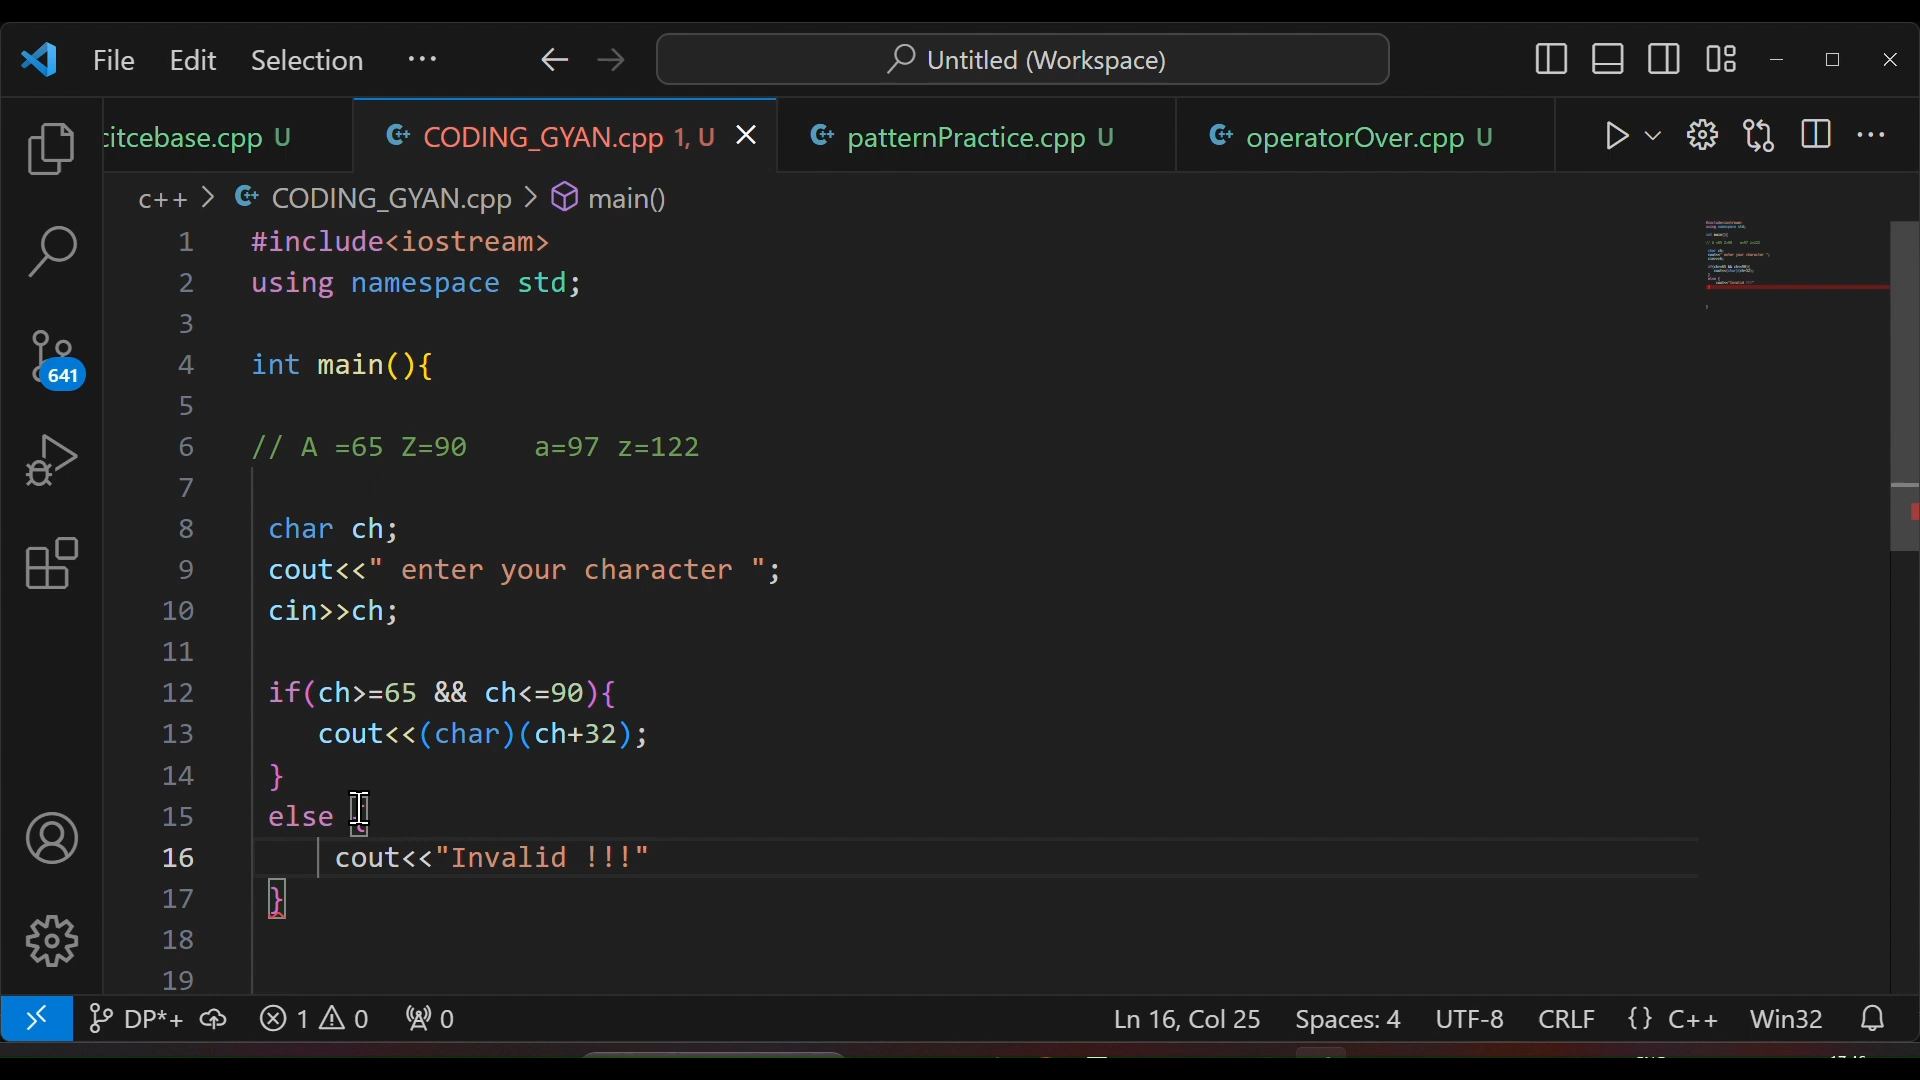 File Edit Selection ··· Untitled (Workspace)
citcebase.cpp U CODING_GYAN.cpp 1, U patternPractice.cpp U operatorOver.cpp U
c++ > CODING_GYAN.cpp > main()
1 #include<iostream>
2 using namespace std;
3
4 int main(){
5
6 // A =65 Z=90    a=97 z=122
7
8 char ch;
9 cout<<" enter your character ";
10 cin>>ch;
11
12 if(ch>=65 && ch<=90){
13 cout<<(char)(ch+32);
14 }
15 else {
16 cout<<"Invalid !!!"
17 }
18
19
641
DP*+ 1 0 0 Ln 16, Col 25 Spaces: 4 UTF-8 CRLF {} C++ Win32